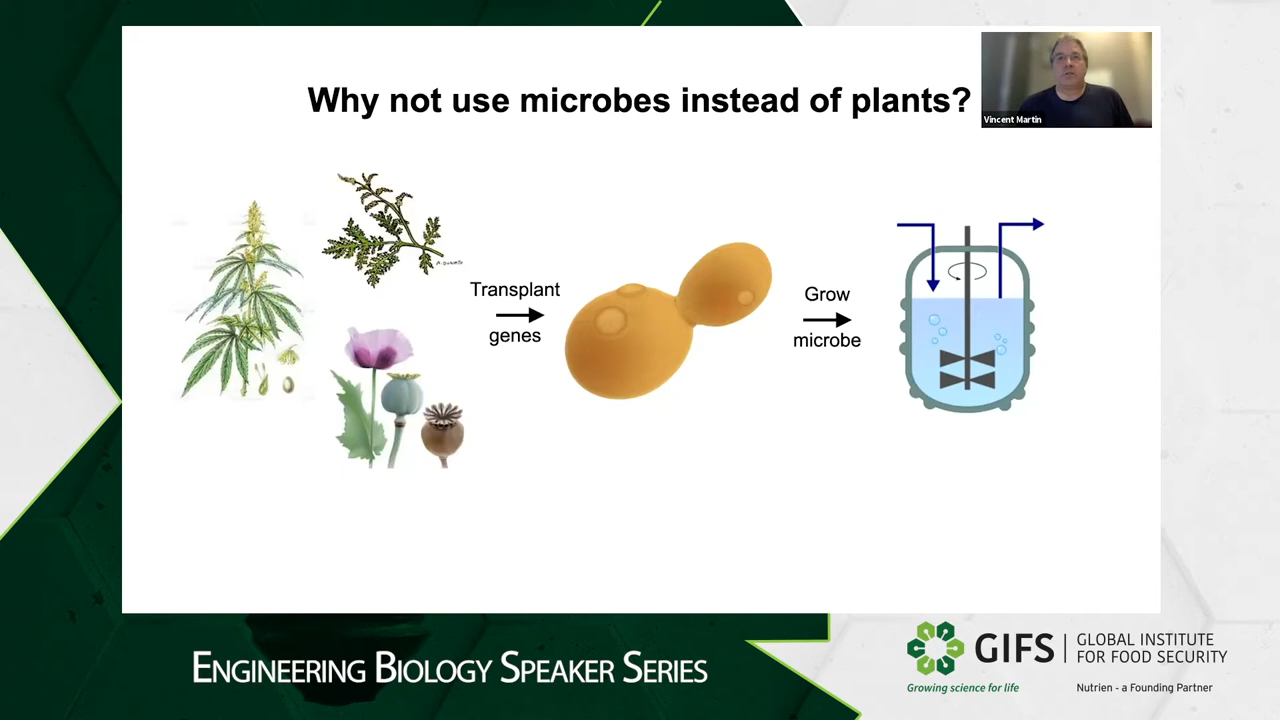 Why not use microbes instead of plants?
Vincent Martin
Transplant
genes
Grow
microbe
ENGINEERING BIOLOGY SPEAKER SERIES
GIFS
GLOBAL INSTITUTE
FOR FOOD SECURITY
Growing science for life
Nutrien - a Founding Partner